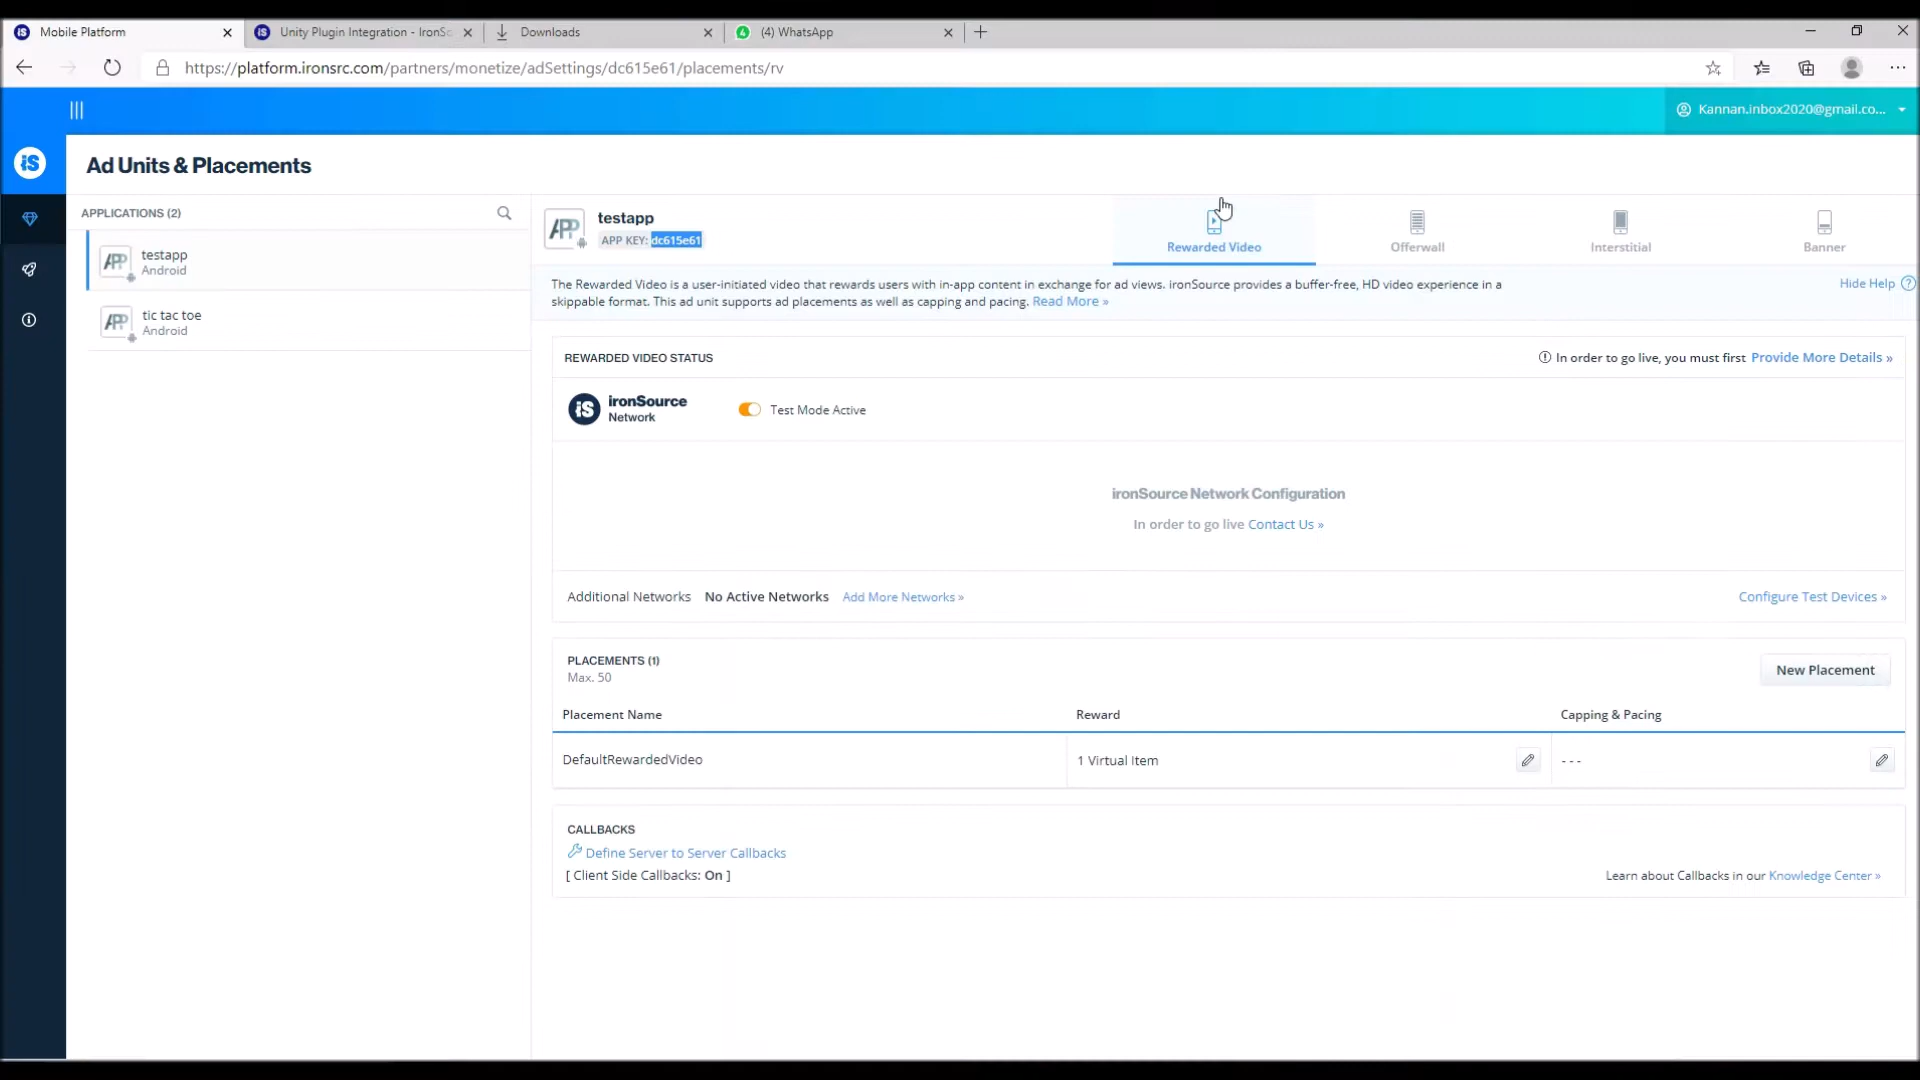 Mobile Platform
Unity Plugin Integration - IronSo
Downloads
(4) WhatsApp
https://platform.ironsrc.com/partners/monetize/adSettings/dc615e61/placements/rv
Kannan.inbox2020@gmail.co...
iS
Ad Units & Placements
APPLICATIONS (2)
APP
testapp
Android
APP
tic tac toe
Android
APP
testapp
APP KEY: dc615e61
Rewarded Video
Offerwall
Interstitial
Banner
The Rewarded Video is a user-initiated video that rewards users with in-app content in exchange for ad views. ironSource provides a buffer-free, HD video experience in a
skippable format. This ad unit supports ad placements as well as capping and pacing. Read More »
Hide Help
REWARDED VIDEO STATUS
In order to go live, you must first Provide More Details »
iS
ironSource
Network
Test Mode Active
ironSource Network Configuration
In order to go live Contact Us »
Additional Networks No Active Networks Add More Networks »
Configure Test Devices »
PLACEMENTS (1)
Max. 50
New Placement
Placement Name
Reward
Capping & Pacing
DefaultRewardedVideo
1 Virtual Item
- - -
CALLBACKS
Define Server to Server Callbacks
[ Client Side Callbacks: On ]
Learn about Callbacks in our Knowledge Center »